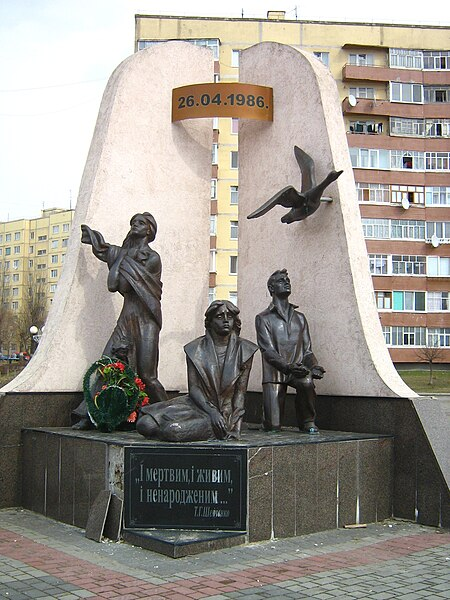 26.04.1986.
„І мертвим, і живим,
і ненародженим..."
Т.Г.Шевченко